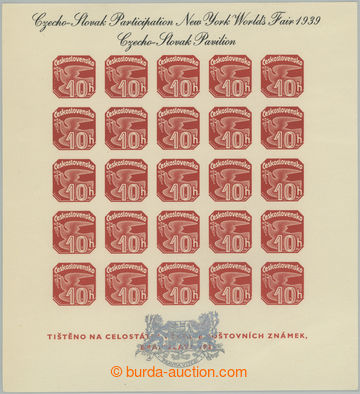 Czecho-Slovak Participation New York World's Fair 1939
Czecho-Slovak Pavilion
Československo Československo Československo Československo Československo
10h 10h 10h 10h 10h
Československo Československo Československo Československo Československo
10h 10h 10h 10h 10h
Československo Československo Československo Československo Československo
10h 10h 10h 10h 10h
Československo Československo Československo Československo Československo
10h 10h 10h 10h 10h
Československo Československo Československo Československo Československo
10h 10h 10h 10h 10h
TIŠTĚNO NA ZNÁMEK,
© burda-auction.com